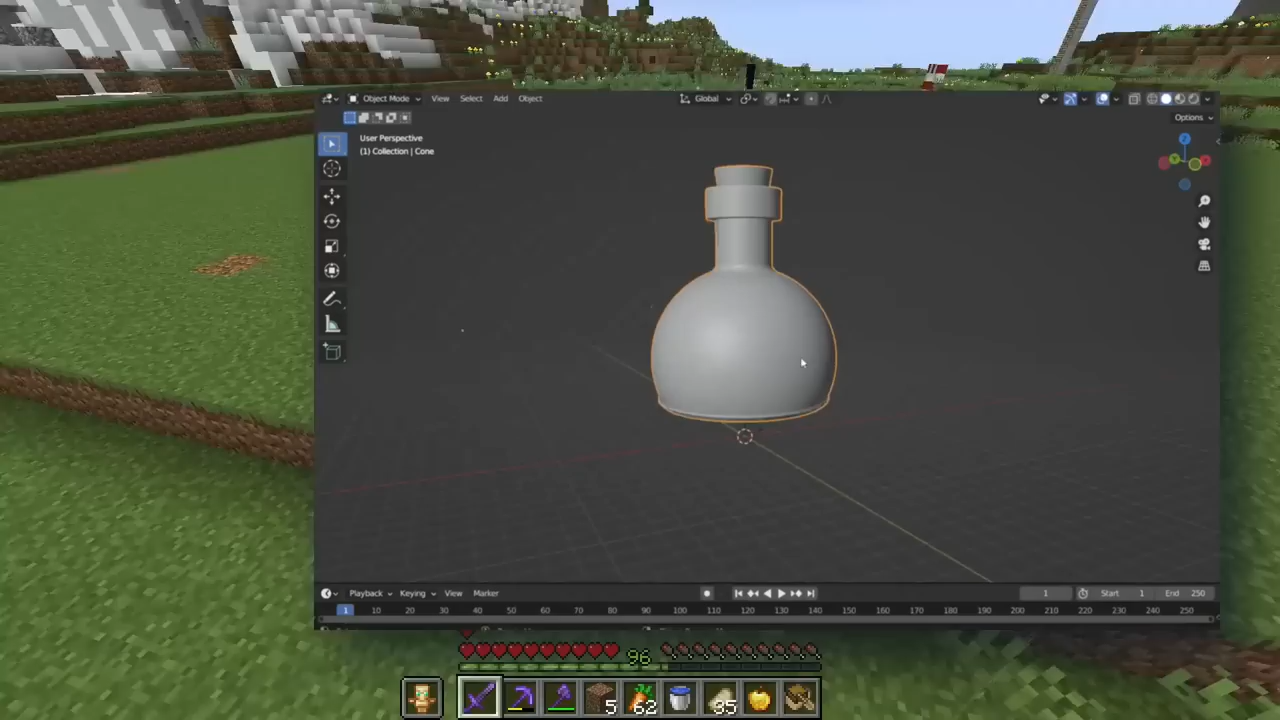 Object Mode View Select Add Object Global
Options
User Perspective
(1) Collection | Cone
Playback Keying View Marker 1 Start 1 End 250
1 10 20 30 40 50 60 70 80 90 100 110 120 130 140 150 160 170 180 190 200 210 220 230 240 250
96
5 62 35